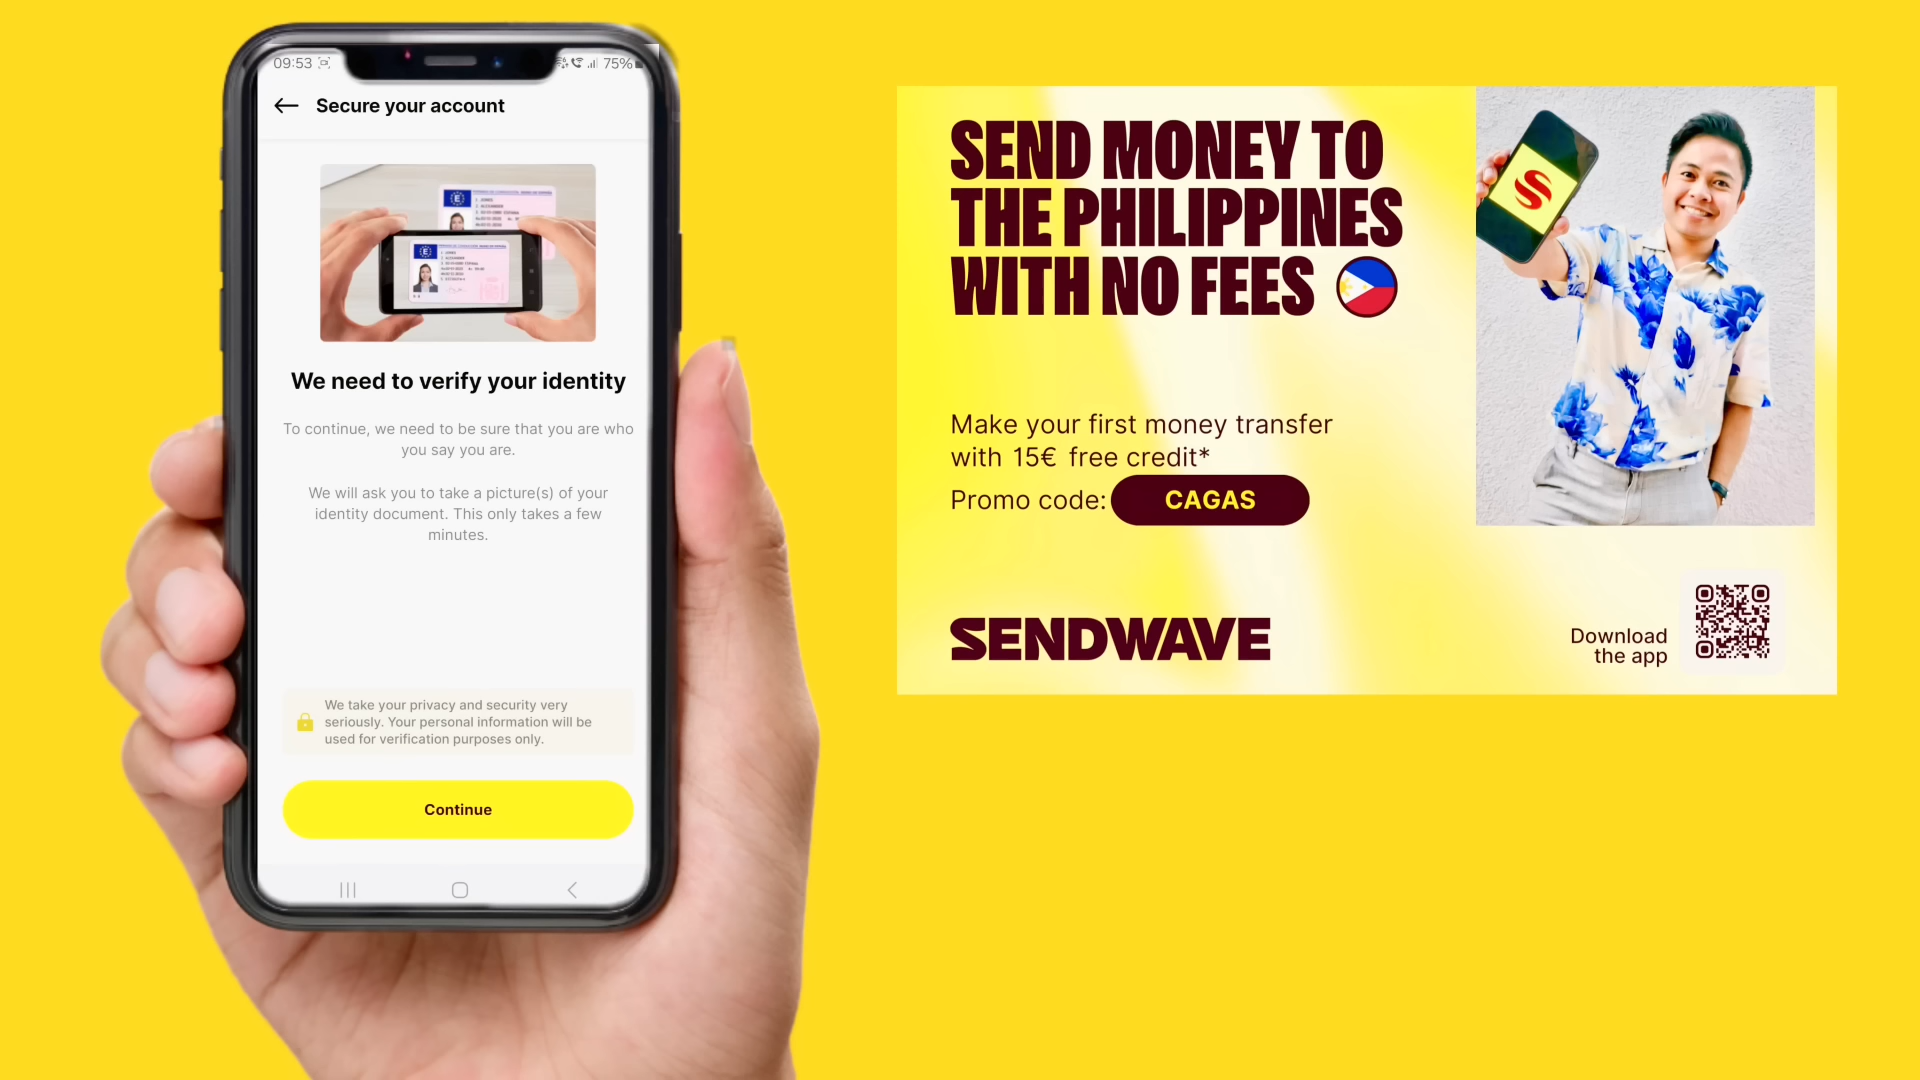 09:53
75%
Secure your account
We need to verify your identity
To continue, we need to be sure that you are who
you say you are.
We will ask you to take a picture(s) of your
identity document. This only takes a few
minutes.
We take your privacy and security very
seriously. Your personal information will be
used for verification purposes only.
Continue
SEND MONEY TO
THE PHILIPPINES
WITH NO FEES
Make your first money transfer
with 15€ free credit*
Promo code: CAGAS
SENDWAVE
Download
the app